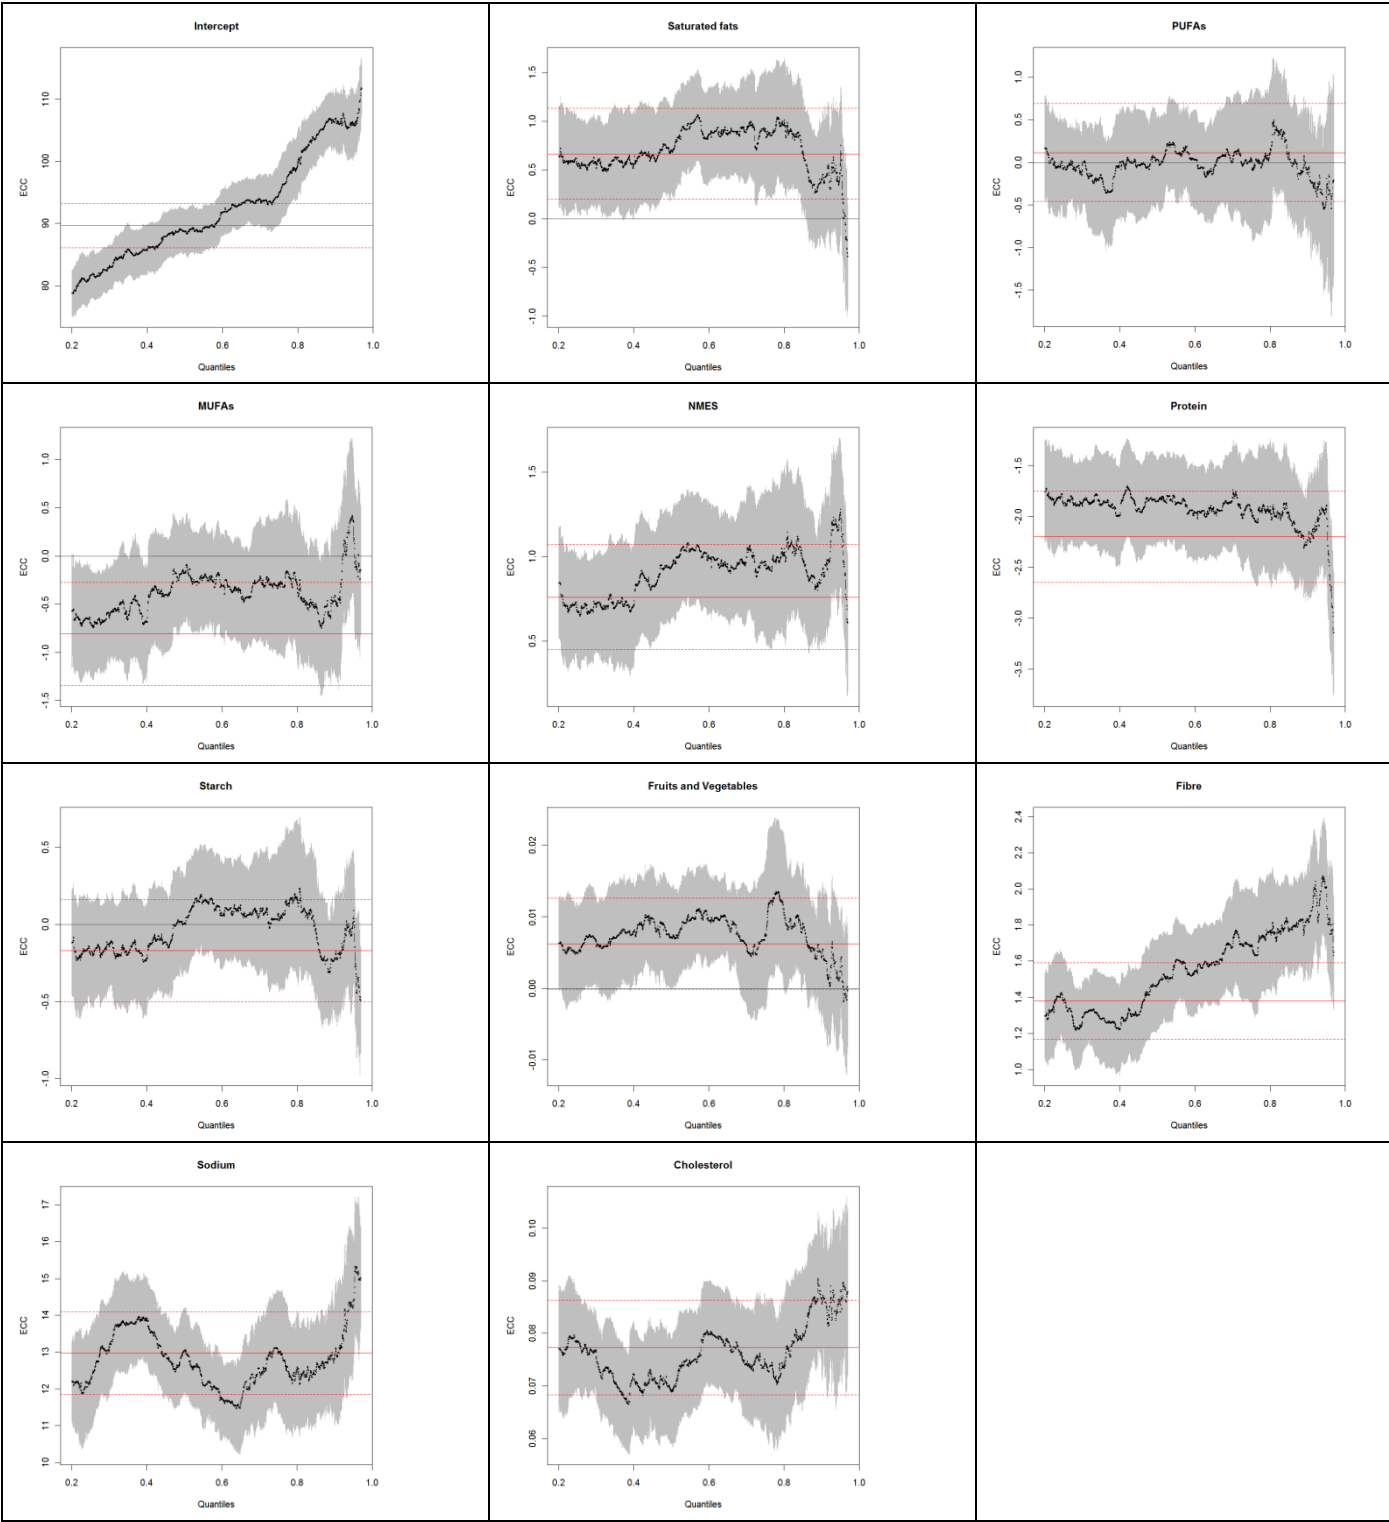 Intercept
ECC
110
100
90
80
0.2 0.4 0.6 0.8 1.0
Quantiles
Saturated fats
ECC
1.5
1.0
0.5
0.0
-0.5
-1.0
0.2 0.4 0.6 0.8 1.0
Quantiles
PUFAs
ECC
1.0
0.5
0.0
-0.5
-1.0
-1.5
0.2 0.4 0.6 0.8 1.0
Quantiles
MUFAs
ECC
1.0
0.5
0.0
-0.5
-1.0
-1.5
0.2 0.4 0.6 0.8 1.0
Quantiles
NMES
ECC
1.5
1.0
0.5
0.2 0.4 0.6 0.8 1.0
Quantiles
Protein
ECC
-1.5
-2.0
-2.5
-3.0
-3.5
0.2 0.4 0.6 0.8 1.0
Quantiles
Starch
ECC
0.5
0.0
-0.5
-1.0
0.2 0.4 0.6 0.8 1.0
Quantiles
Fruits and Vegetables
ECC
0.02
0.01
0.00
-0.01
0.2 0.4 0.6 0.8 1.0
Quantiles
Fibre
ECC
2.4
2.2
2.0
1.8
1.6
1.4
1.2
1.0
0.2 0.4 0.6 0.8 1.0
Quantiles
Sodium
ECC
17
16
15
14
13
12
11
10
0.2 0.4 0.6 0.8 1.0
Quantiles
Cholesterol
ECC
0.10
0.09
0.08
0.07
0.06
0.2 0.4 0.6 0.8 1.0
Quantiles